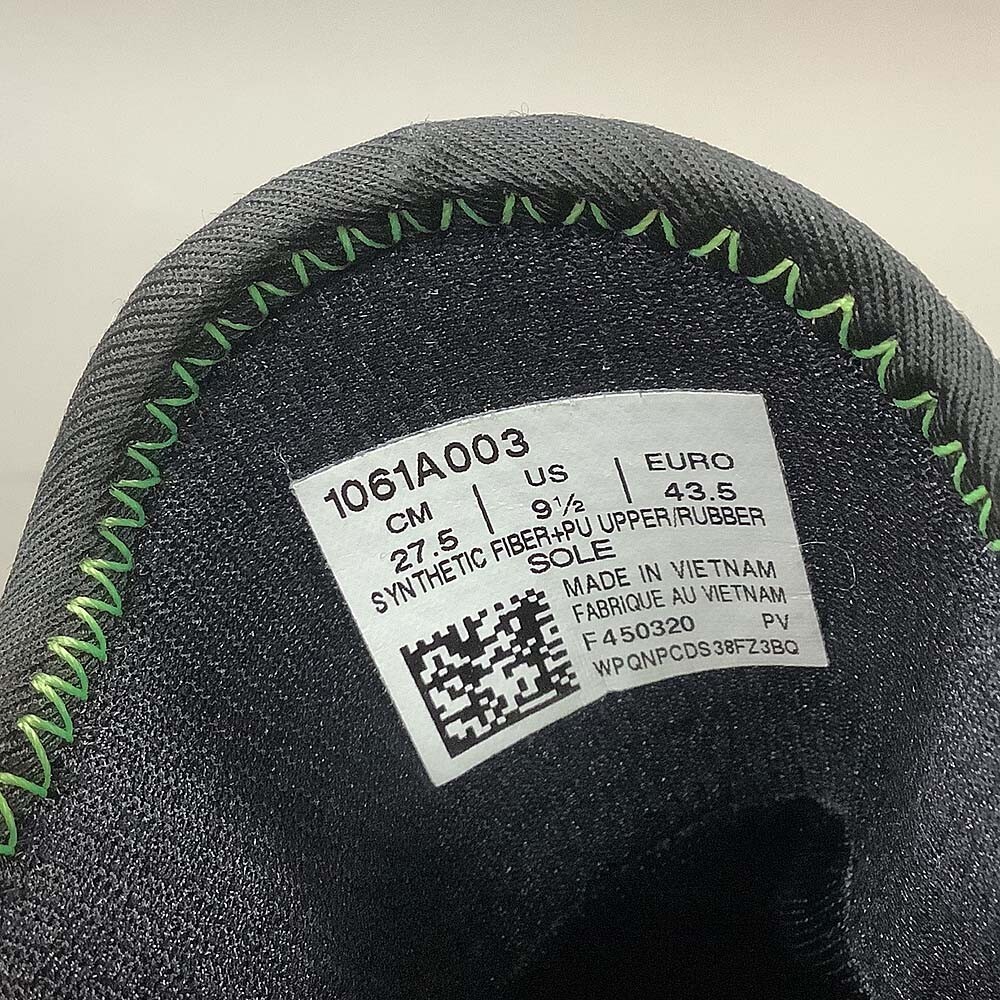 1061A003
CM | US | EURO
27.5 9½ 43.5
SYNTHETIC FIBER+PU UPPER/RUBBER
SOLE
MADE IN VIETNAM
FABRIQUE AU VIETNAM
F450320 PV
WPQNPCDS38FZ3BQ